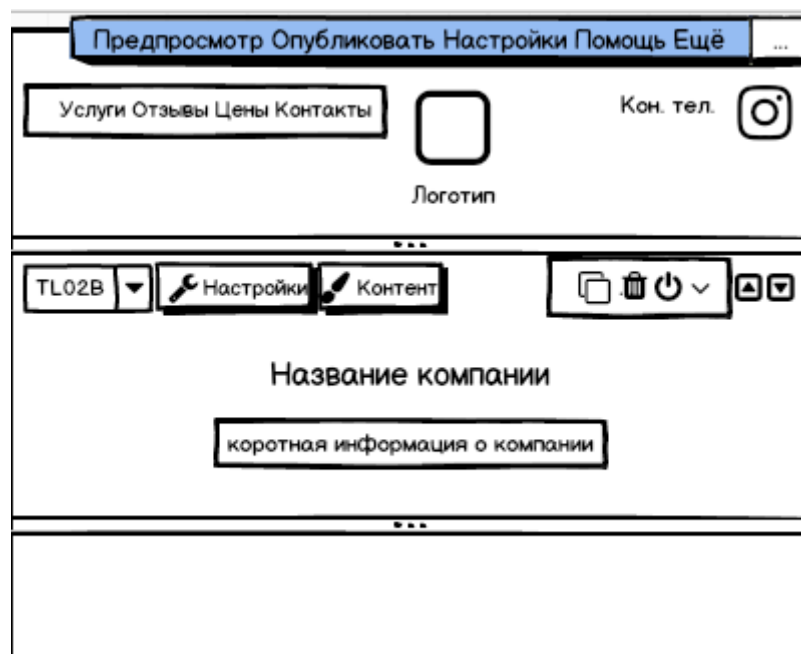 Предпросмотр Опубликовать Настройки Помощь Ещё ...
Услуги Отзывы Цены Контакты
Кон. тел.
Логотип
TL02B Настройки Контент
Название компании
коротная информация о компании